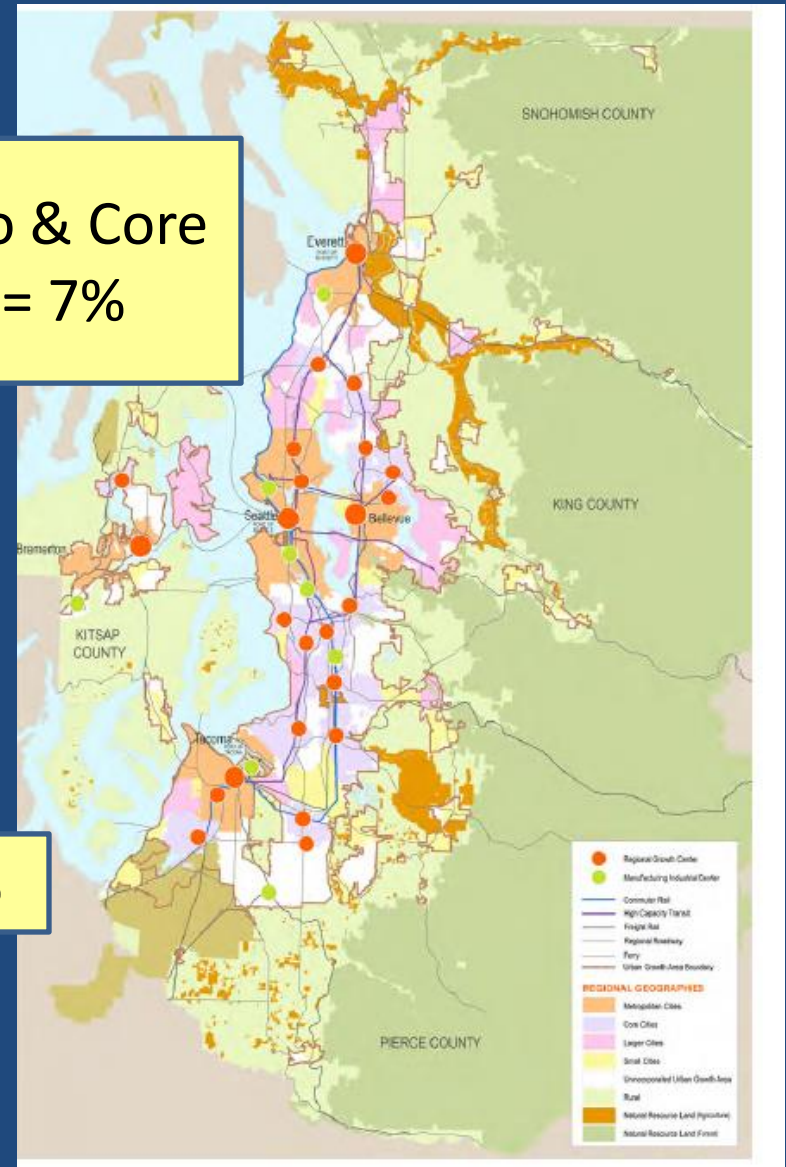 SNOHOMISH COUNTY
o & Core
= 7%
Everett
KING COUNTY
Seattle
Bellevue
Bremerton
KITSAP
COUNTY
Tacoma
Regional Growth Center
Manufacturing Industrial Center
Commuter Rail
High Capacity Transit
Freight Rail
Regional Roadway
Ferry
Urban Growth Area Boundary
REGIONAL GEOGRAPHIES
Metropolitan Cities
Core Cities
Larger Cities
Small Cities
Unincorporated Urban Growth Area
Rural
Natural Resource Land (Agriculture)
Natural Resource Land (Forest)
PIERCE COUNTY